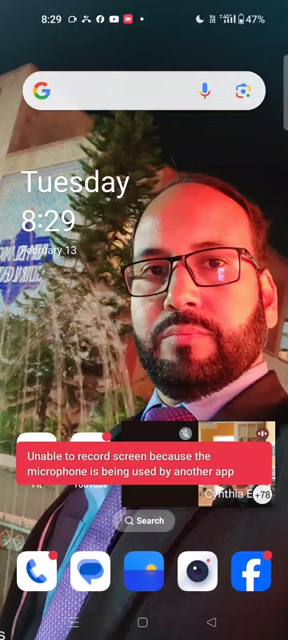 8:29
47%
Tuesday
8:29
February 13
Unable to record screen because the
microphone is being used by another app
Cynthia E
+78
Search